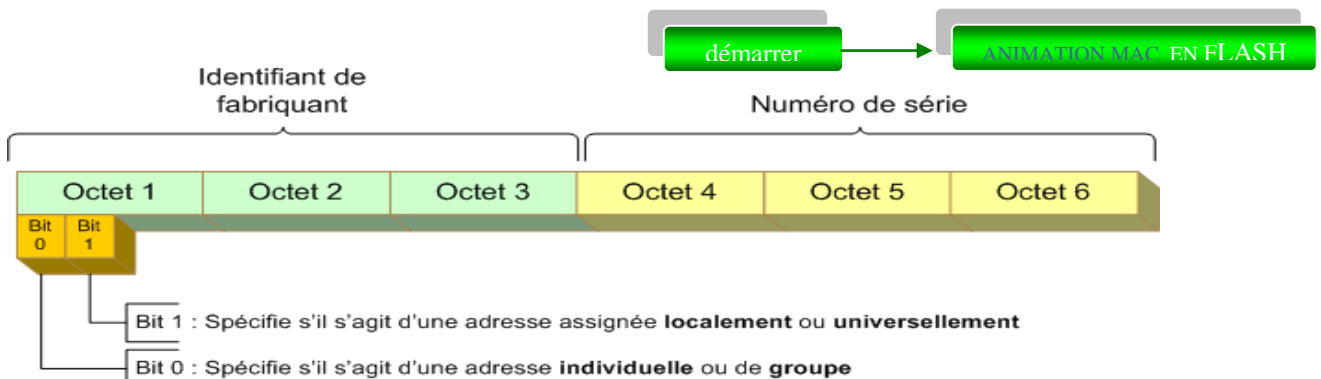 démarrer
ANIMATION MAC EN FLASH
Identifiant de
fabriquant
Numéro de série
Octet 1
Octet 2
Octet 3
Octet 4
Octet 5
Octet 6
Bit
0
Bit
1
Bit 1 : Spécifie s'il s'agit d'une adresse assignée localement ou universellement
Bit 0 : Spécifie s'il s'agit d'une adresse individuelle ou de groupe